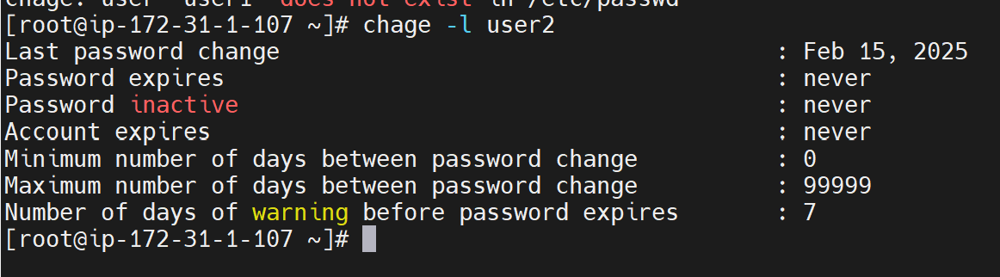 chage: user 'user1' does not exist in /etc/passwd
[root@ip-172-31-1-107 ~]# chage -l user2
Last password change : Feb 15, 2025
Password expires : never
Password inactive : never
Account expires : never
Minimum number of days between password change : 0
Maximum number of days between password change : 99999
Number of days of warning before password expires : 7
[root@ip-172-31-1-107 ~]#